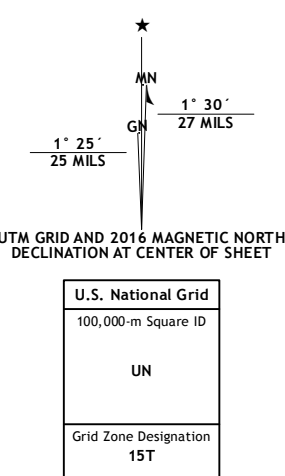 ★
MN
1° 30´
27 MILS
GN
1° 25´
25 MILS
UTM GRID AND 2016 MAGNETIC NORTH
DECLINATION AT CENTER OF SHEET
U.S. National Grid
100,000-m Square ID
UN
Grid Zone Designation
15T